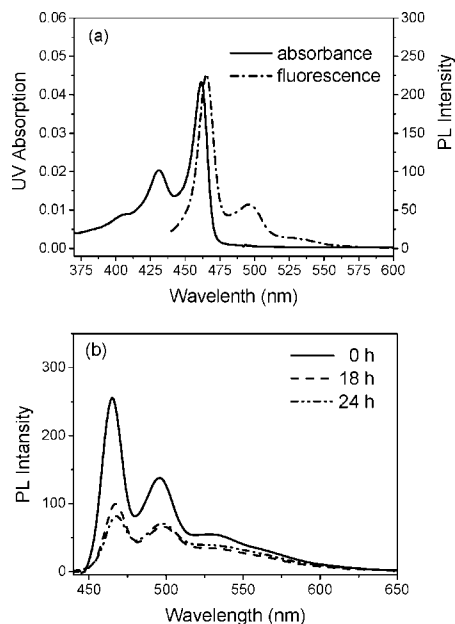 (a)
absorbance
fluorescence
UV Absorption
0.06
0.05
0.04
0.03
0.02
0.01
0.00
PL Intensity
300
250
200
150
100
50
0
375 400 425 450 475 500 525 550 575 600
Wavelenth (nm)
(b)
0 h
18 h
24 h
PL Intansity
300
200
100
0
450 500 550 600 650
Wavelength (nm)